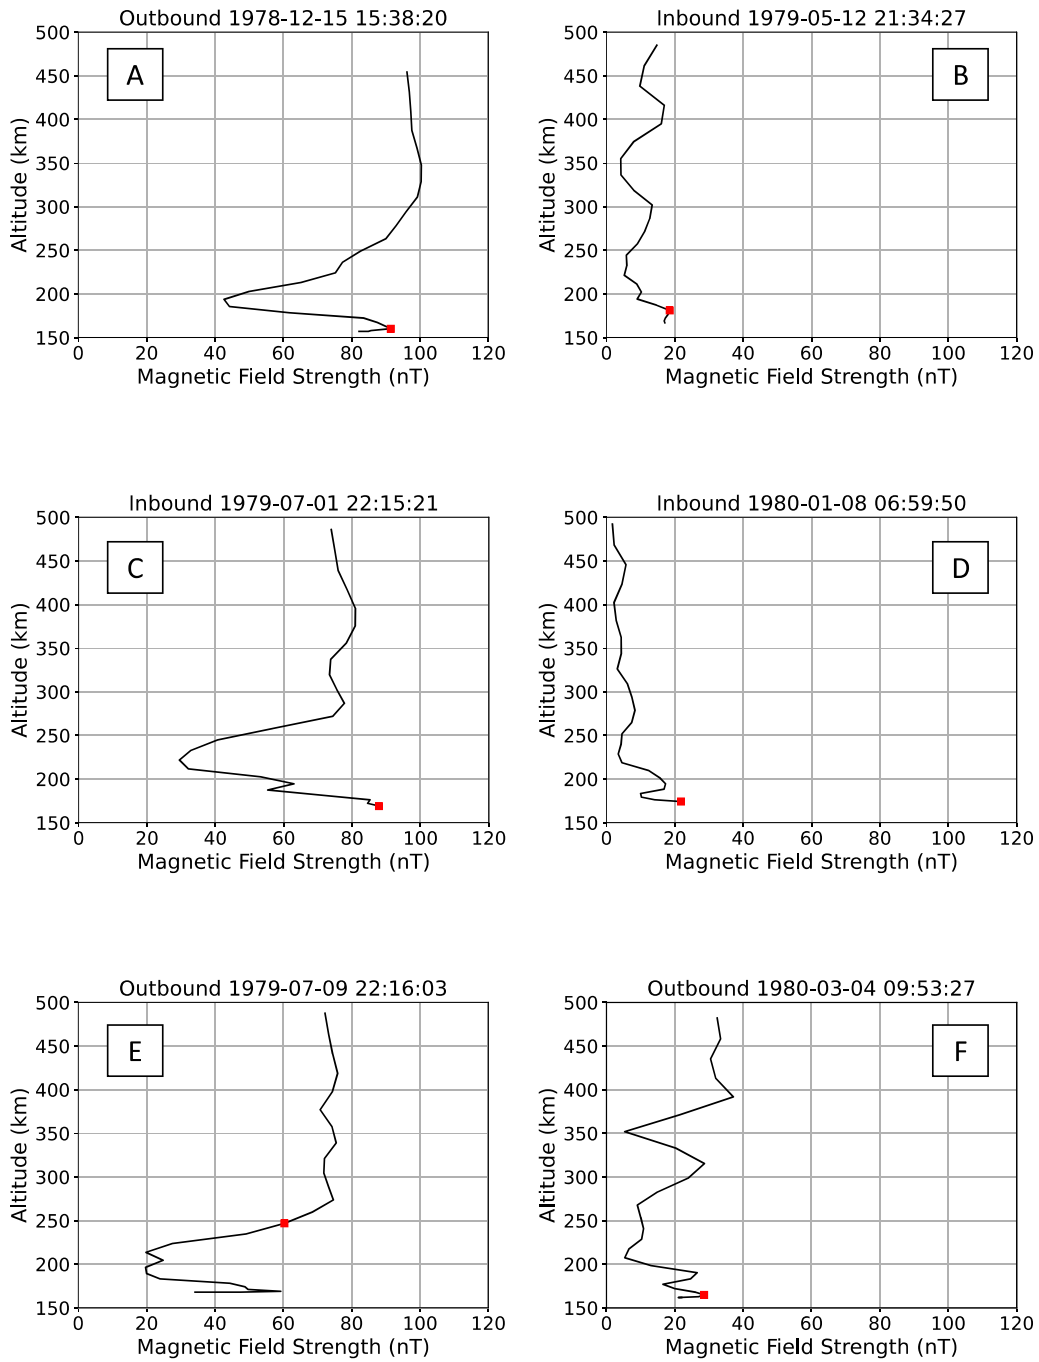 Outbound 1978-12-15 15:38:20
A
500
450
400
350
300
250
200
150
0 20 40 60 80 100 120
Altitude (km)
Magnetic Field Strength (nT)
Inbound 1979-05-12 21:34:27
B
500
450
400
350
300
250
200
150
0 20 40 60 80 100 120
Altitude (km)
Magnetic Field Strength (nT)
Inbound 1979-07-01 22:15:21
C
500
450
400
350
300
250
200
150
0 20 40 60 80 100 120
Altitude (km)
Magnetic Field Strength (nT)
Inbound 1980-01-08 06:59:50
D
500
450
400
350
300
250
200
150
0 20 40 60 80 100 120
Altitude (km)
Magnetic Field Strength (nT)
Outbound 1979-07-09 22:16:03
E
500
450
400
350
300
250
200
150
0 20 40 60 80 100 120
Altitude (km)
Magnetic Field Strength (nT)
Outbound 1980-03-04 09:53:27
F
500
450
400
350
300
250
200
150
0 20 40 60 80 100 120
Altitude (km)
Magnetic Field Strength (nT)